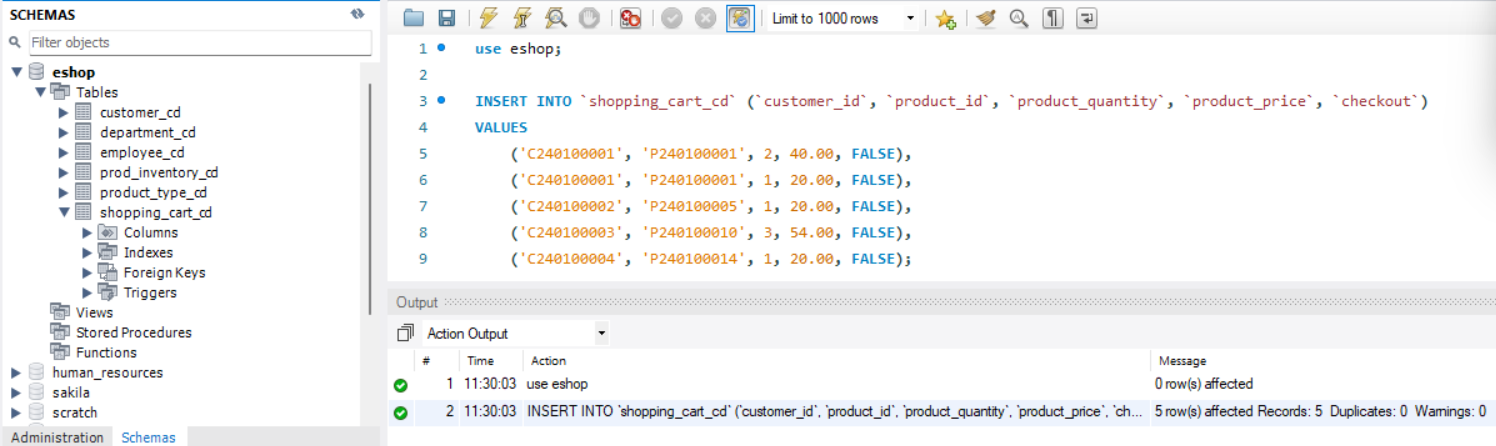 SCHEMAS
Filter objects
eshop
Tables
customer_cd
department_cd
employee_cd
prod_inventory_cd
product_type_cd
shopping_cart_cd
Columns
Indexes
Foreign Keys
Triggers
Views
Stored Procedures
Functions
human_resources
sakila
scratch
Administration Schemas
Limit to 1000 rows
1 use eshop;
2
3 INSERT INTO `shopping_cart_cd` (`customer_id`, `product_id`, `product_quantity`, `product_price`, `checkout`)
4 VALUES
5 ('C240100001', 'P240100001', 2, 40.00, FALSE),
6 ('C240100001', 'P240100001', 1, 20.00, FALSE),
7 ('C240100002', 'P240100005', 1, 20.00, FALSE),
8 ('C240100003', 'P240100010', 3, 54.00, FALSE),
9 ('C240100004', 'P240100014', 1, 20.00, FALSE);
Output
Action Output
# Time Action Message
1 11:30:03 use eshop 0 row(s) affected
2 11:30:03 INSERT INTO `shopping_cart_cd` (`customer_id`, `product_id`, `product_quantity`, `product_price`, `ch... 5 row(s) affected Records: 5 Duplicates: 0 Warnings: 0